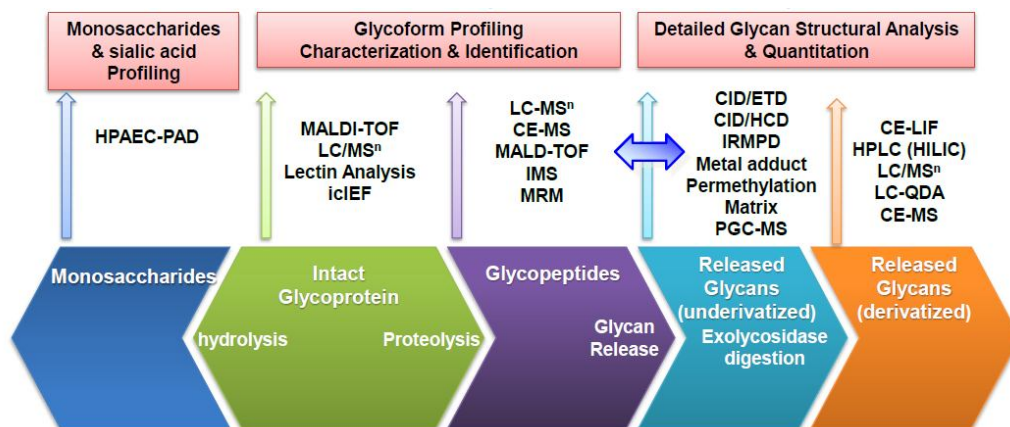 Monosaccharides
& sialic acid
Profiling
Glycoform Profiling
Characterization & Identification
Detailed Glycan Structural Analysis
& Quantitation
HPAEC-PAD
MALDI-TOF
LC/MSⁿ
Lectin Analysis
icIEF
LC-MSⁿ
CE-MS
MALD-TOF
IMS
MRM
CID/ETD
CID/HCD
IRMPD
Metal adduct
Permethylation
Matrix
PGC-MS
CE-LIF
HPLC (HILIC)
LC/MSⁿ
LC-QDA
CE-MS
Monosaccharides
Intact
Glycoprotein
hydrolysis
Proteolysis
Glycopeptides
Glycan
Release
Released
Glycans
(underivatized)
Exolycosidase
digestion
Released
Glycans
(derivatized)